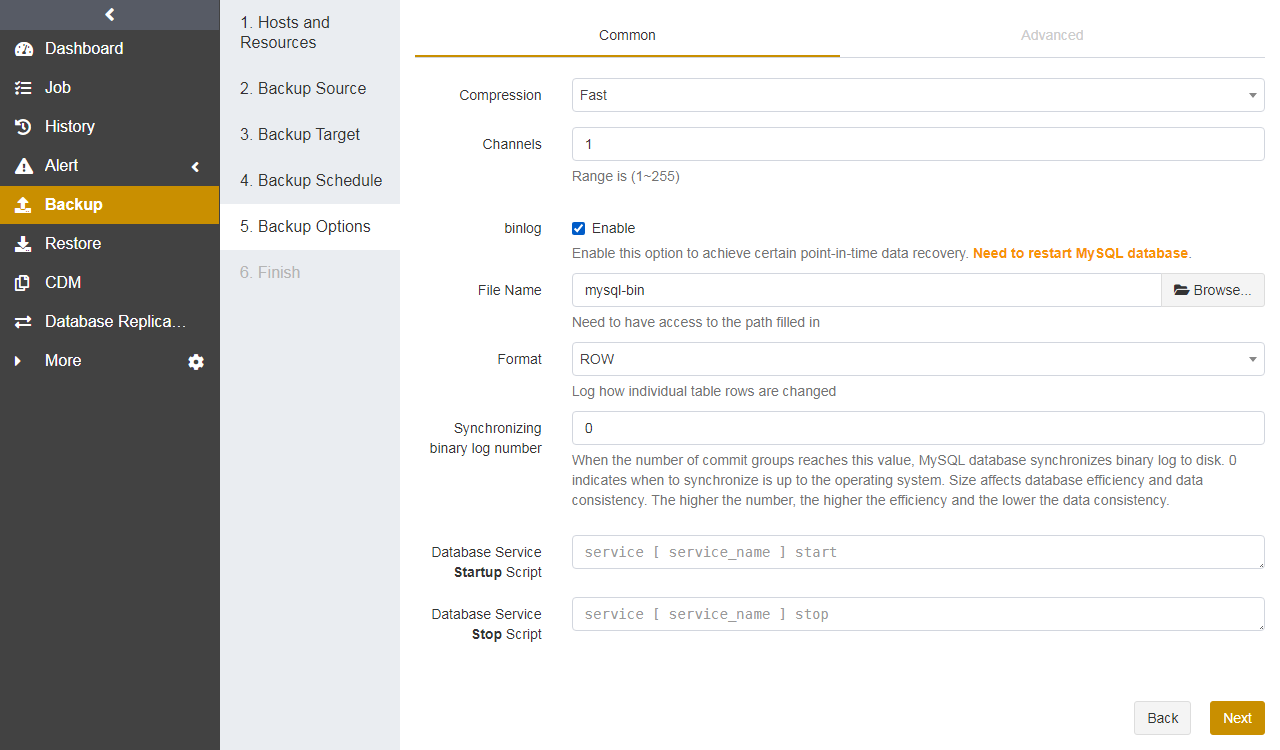 Dashboard
Job
History
Alert
Backup
Restore
CDM
Database Replica...
More
1. Hosts and
Resources
2. Backup Source
3. Backup Target
4. Backup Schedule
5. Backup Options
6. Finish
Common
Advanced
Compression
Fast
Channels
1
Range is (1~255)
binlog
Enable
Enable this option to achieve certain point-in-time data recovery. Need to restart MySQL database.
File Name
mysql-bin
Browse...
Need to have access to the path filled in
Format
ROW
Log how individual table rows are changed
Synchronizing
binary log number
0
When the number of commit groups reaches this value, MySQL database synchronizes binary log to disk. 0
indicates when to synchronize is up to the operating system. Size affects database efficiency and data
consistency. The higher the number, the higher the efficiency and the lower the data consistency.
Database Service
Startup Script
service [ service_name ] start
Database Service
Stop Script
service [ service_name ] stop
Back
Next